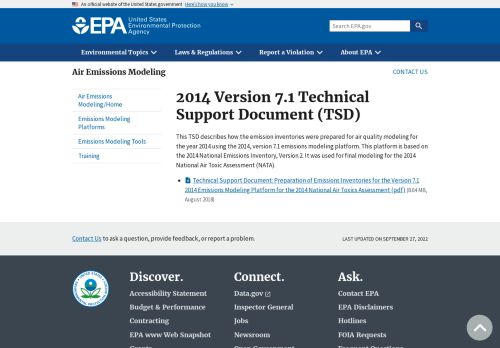 An official website of the United States government Here's how you know
EPA United States
Environmental Protection
Agency
Search EPA.gov
Environmental Topics Laws & Regulations Report a Violation About EPA
Air Emissions Modeling
CONTACT US
Air Emissions
Modeling/Home
Emissions Modeling
Platforms
Emissions Modeling Tools
Training
2014 Version 7.1 Technical
Support Document (TSD)
This TSD describes how the emission inventories were prepared for air quality modeling for
the year 2014 using the 2014, version 7.1 emissions modeling platform. This platform is based
on the 2014 National Emissions Inventory, Version 2. It was used for final modeling for the 2014
National Air Toxic Assessment (NATA).
Technical Support Document: Preparation of Emissions Inventories for the Version 7.1
2014 Emissions Modeling Platform for the 2014 National Air Toxics Assessment (pdf) (8.64 MB,
August 2018)
Contact Us to ask a question, provide feedback, or report a problem.
LAST UPDATED ON SEPTEMBER 27, 2022
Discover.
Accessibility Statement
Budget & Performance
Contracting
EPA www Web Snapshot
Grants
Connect.
Data.gov
Inspector General
Jobs
Newsroom
Open Government
Ask.
Contact EPA
EPA Disclaimers
Hotlines
FOIA Requests
Frequent Questions